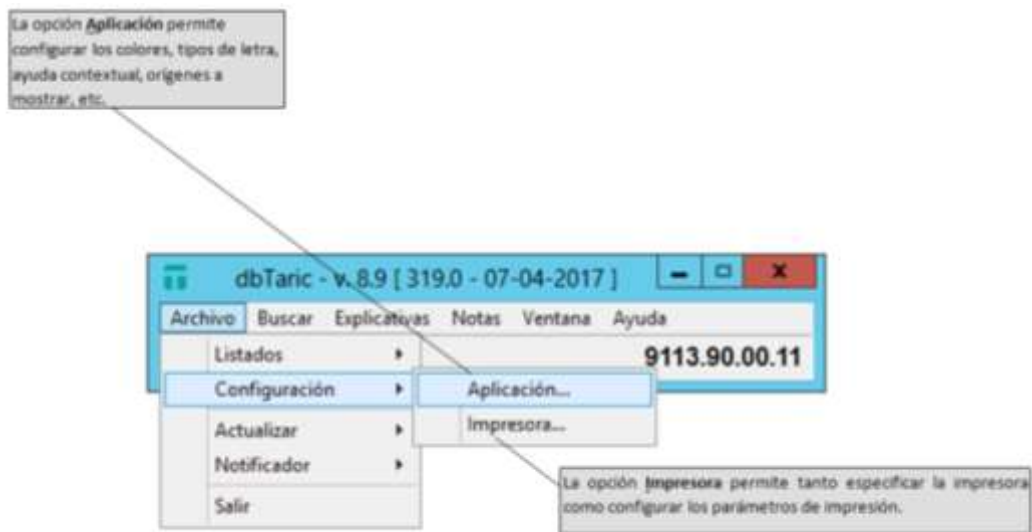 La opción Aplicación permite
configurar los colores, tipos de letra,
ayuda contextual, orígenes a
mostrar, etc.
dbTaric - v. 8.9 [ 319.0 - 07-04-2017 ]
Archivo Buscar Explicativas Notas Ventana Ayuda
Listados 9113.90.00.11
Configuración Aplicación...
Impresora...
Actualizar
Notificador
Salir
La opción Impresora permite tanto especificar la impresora
como configurar los parámetros de impresión.